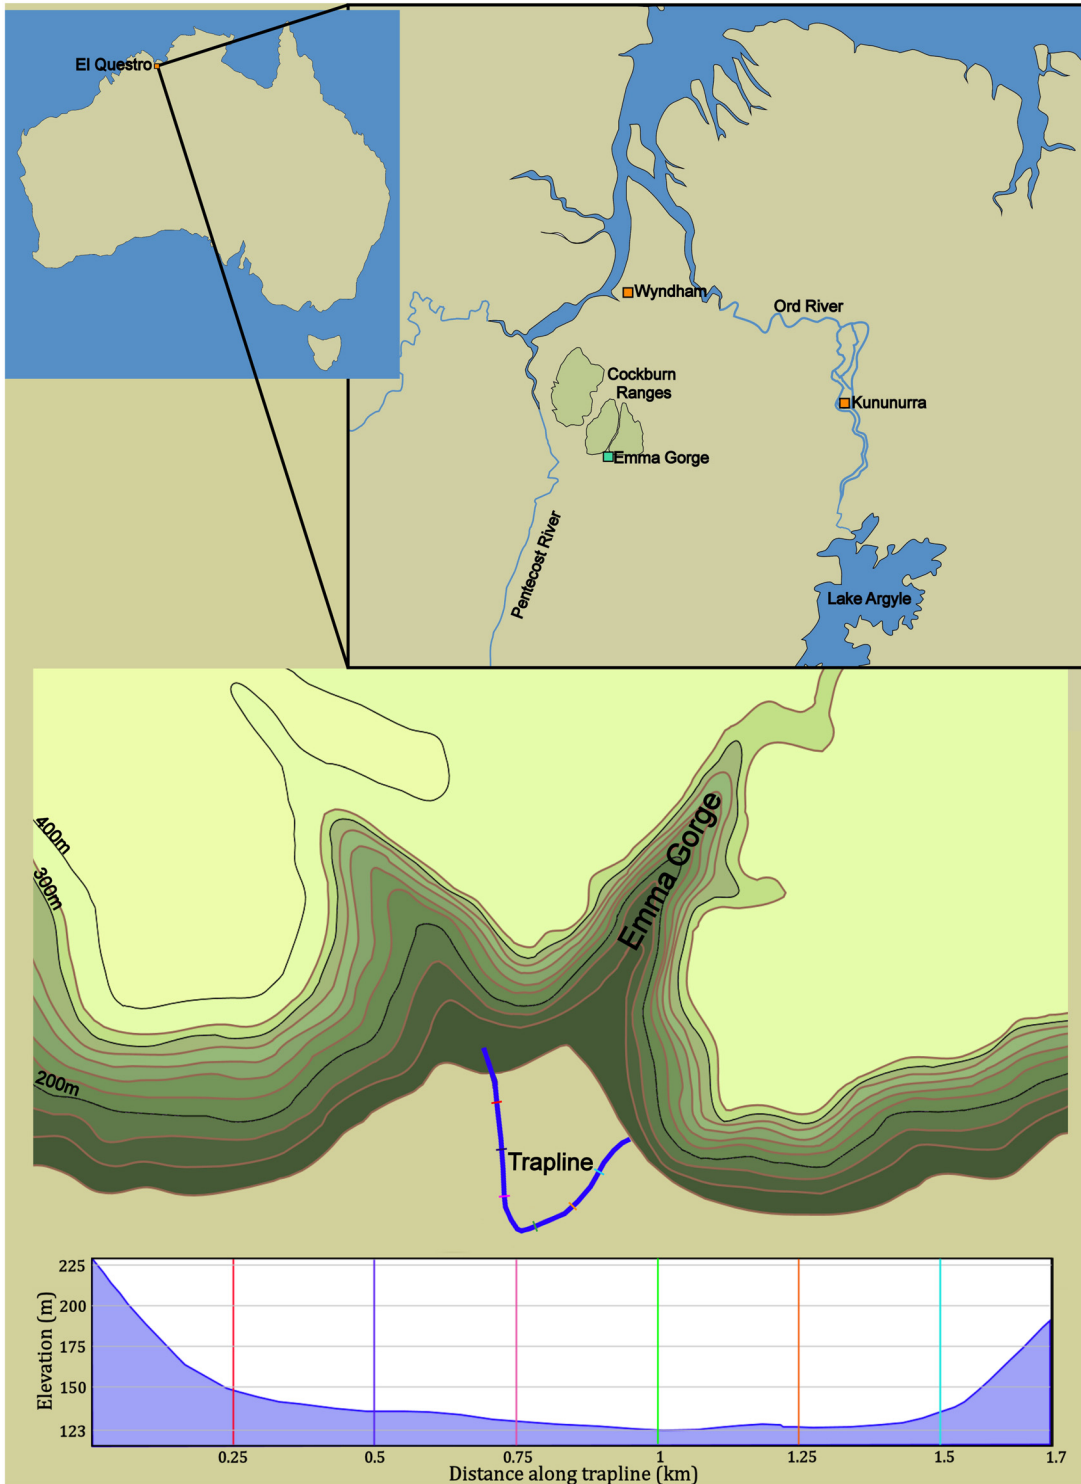 El Questro
Wyndham
Ord River
Cockburn
Ranges
Kununurra
Emma Gorge
Pentecost River
Lake Argyle
400m
300m
200m
Emma Gorge
Trapline
Elevation (m)
225
200
175
150
123
0.25
0.5
0.75
1
1.25
1.5
1.7
Distance along trapline (km)